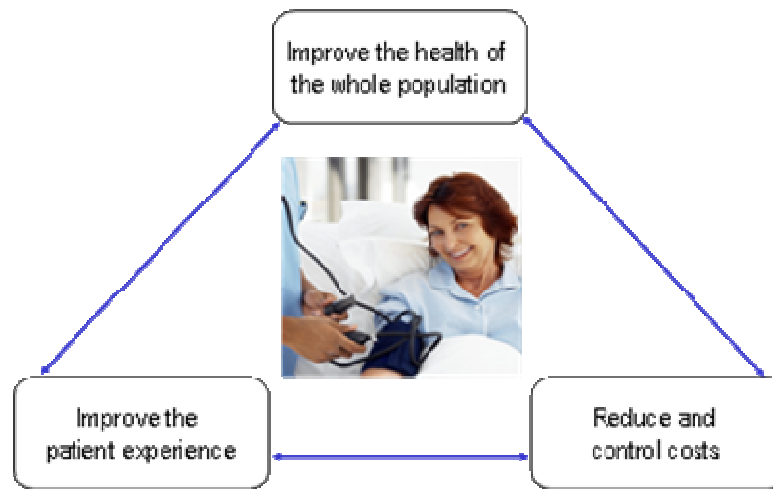 Improve the health of
the whole population
Improve the
patient experience
Reduce and
control costs